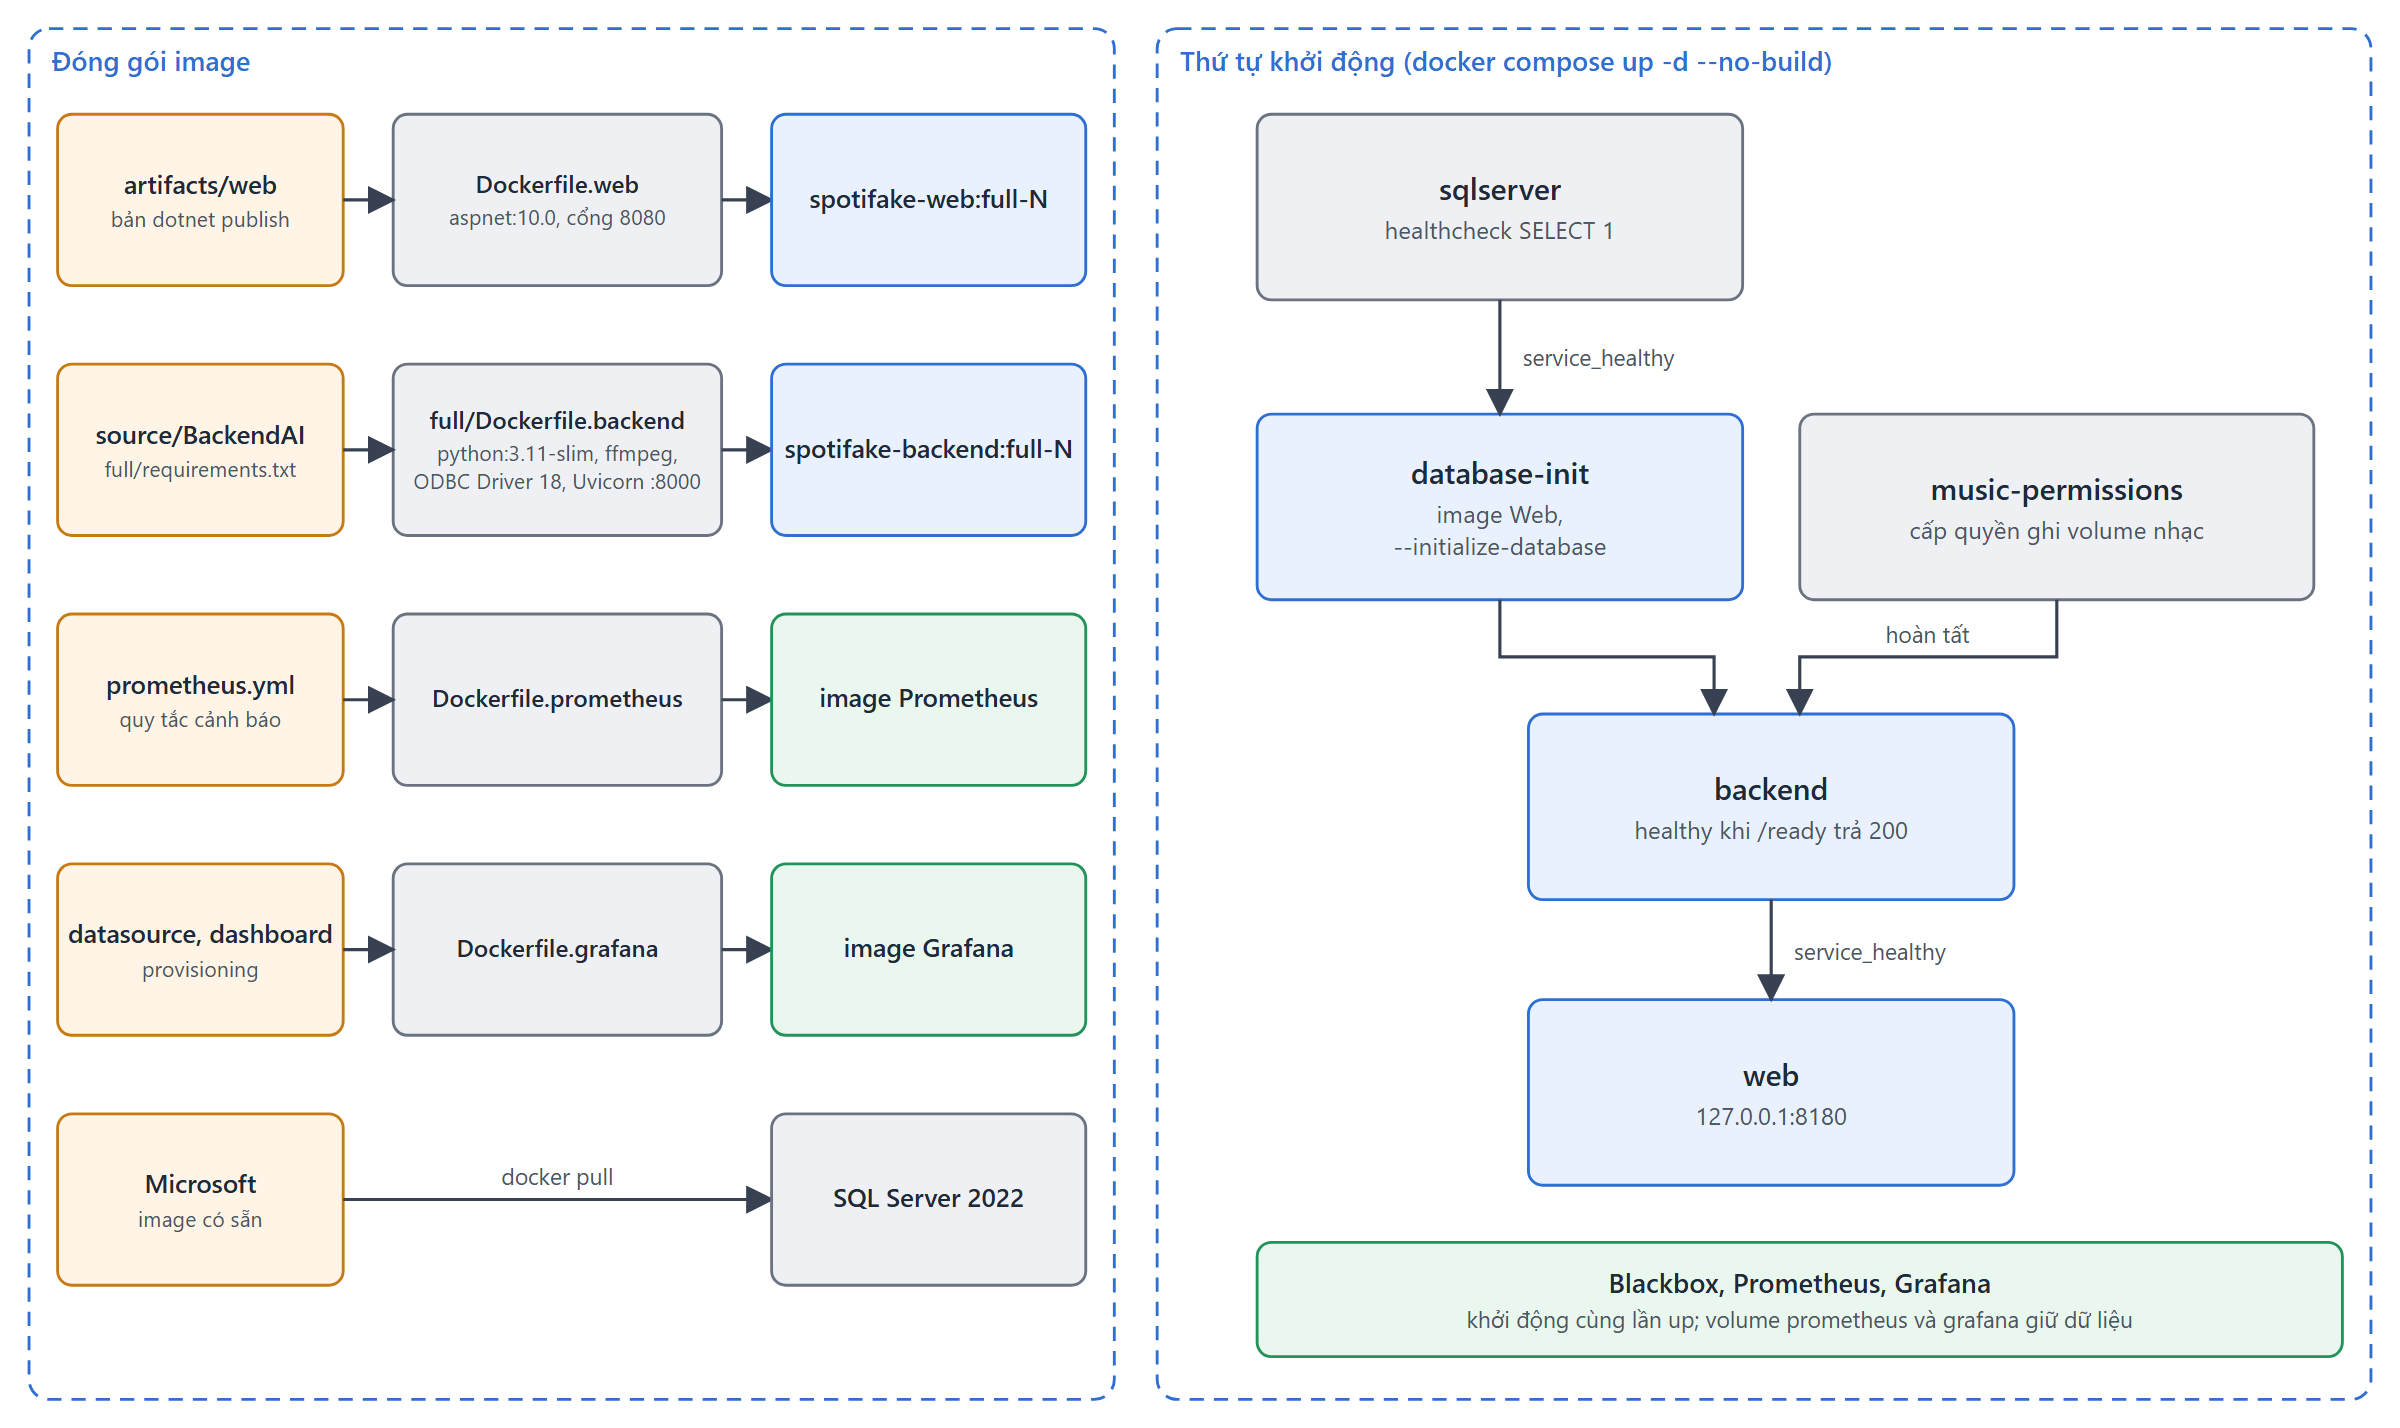 Đóng gói image
artifacts/web
bản dotnet publish
Dockerfile.web
aspnet:10.0, cổng 8080
spotifake-web:full-N
source/BackendAI
full/requirements.txt
full/Dockerfile.backend
python:3.11-slim, ffmpeg,
ODBC Driver 18, Uvicorn :8000
spotifake-backend:full-N
prometheus.yml
quy tắc cảnh báo
Dockerfile.prometheus
image Prometheus
datasource, dashboard
provisioning
Dockerfile.grafana
image Grafana
Microsoft
image có sẵn
docker pull
SQL Server 2022
Thứ tự khởi động (docker compose up -d --no-build)
sqlserver
healthcheck SELECT 1
service_healthy
database-init
image Web,
--initialize-database
music-permissions
cấp quyền ghi volume nhạc
hoàn tất
backend
healthy khi /ready trả 200
service_healthy
web
127.0.0.1:8180
Blackbox, Prometheus, Grafana
khởi động cùng lần up; volume prometheus và grafana giữ dữ liệu